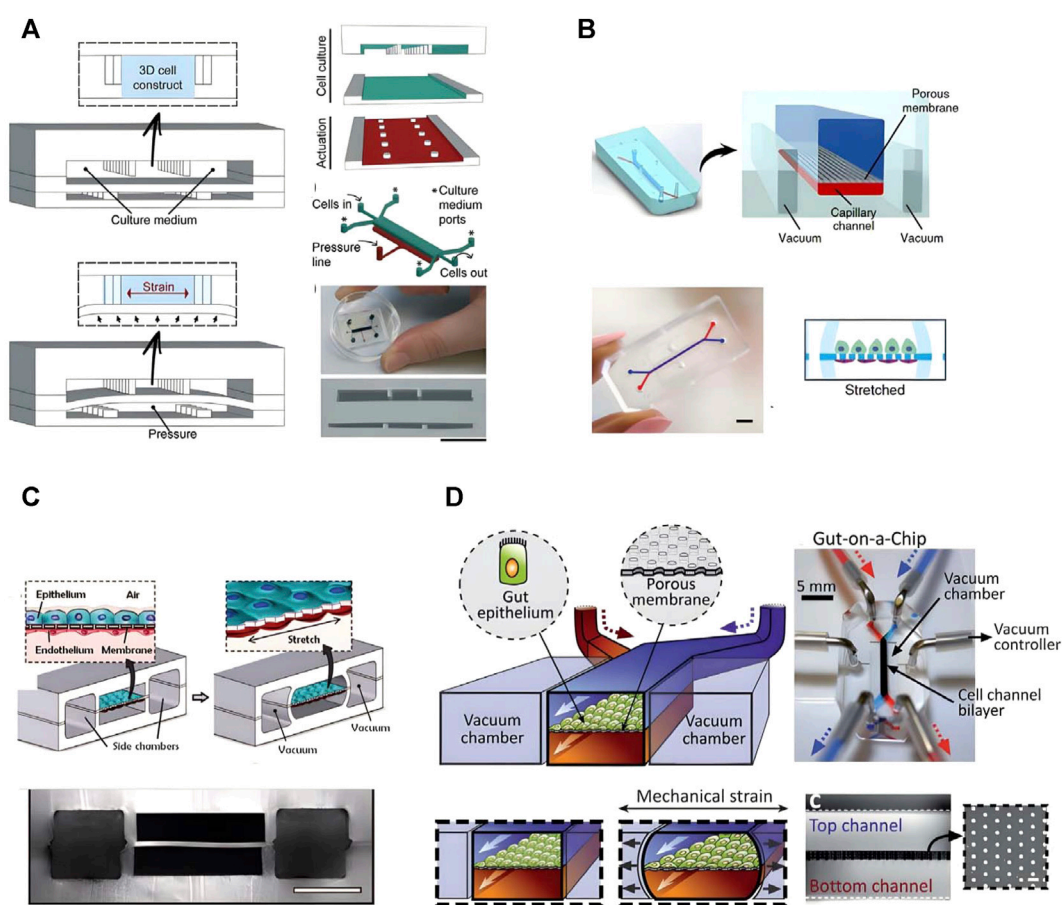 A
3D cell
construct
Culture medium
Strain
Pressure
Cell culture
Actuation
Cells in
* Culture
medium
ports
Pressure
line
Cells out
B
Porous
membrane
Capillary
channel
Vacuum
Vacuum
Stretched
C
Epithelium
Air
Endothelium
Membrane
Stretch
Side chambers
Vacuum
Vacuum
D
Gut
epithelium
Porous
membrane
Vacuum
chamber
Vacuum
chamber
Gut-on-a-Chip
5 mm
Vacuum
chamber
Vacuum
controller
Cell channel
bilayer
Mechanical strain
C
Top channel
Bottom channel